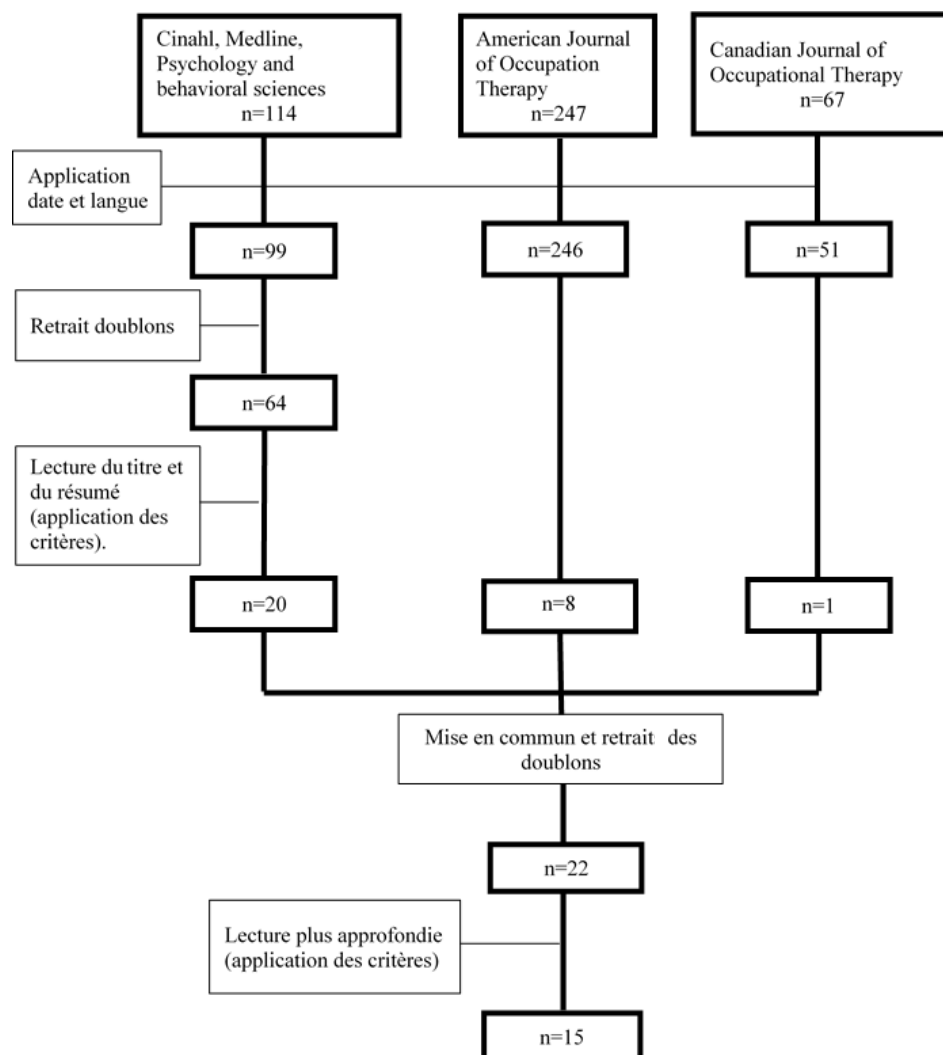 Cinahl, Medline,
Psychology and
behavioral sciences
n=114
American Journal
of Occupation
Therapy
n=247
Canadian Journal of
Occupational Therapy
n=67
Application
date et langue
n=99
n=246
n=51
Retrait doublons
n=64
Lecture du titre et
du résumé
(application des
critères).
n=20
n=8
n=1
Mise en commun et retrait des
doublons
n=22
Lecture plus approfondie
(application des critères)
n=15